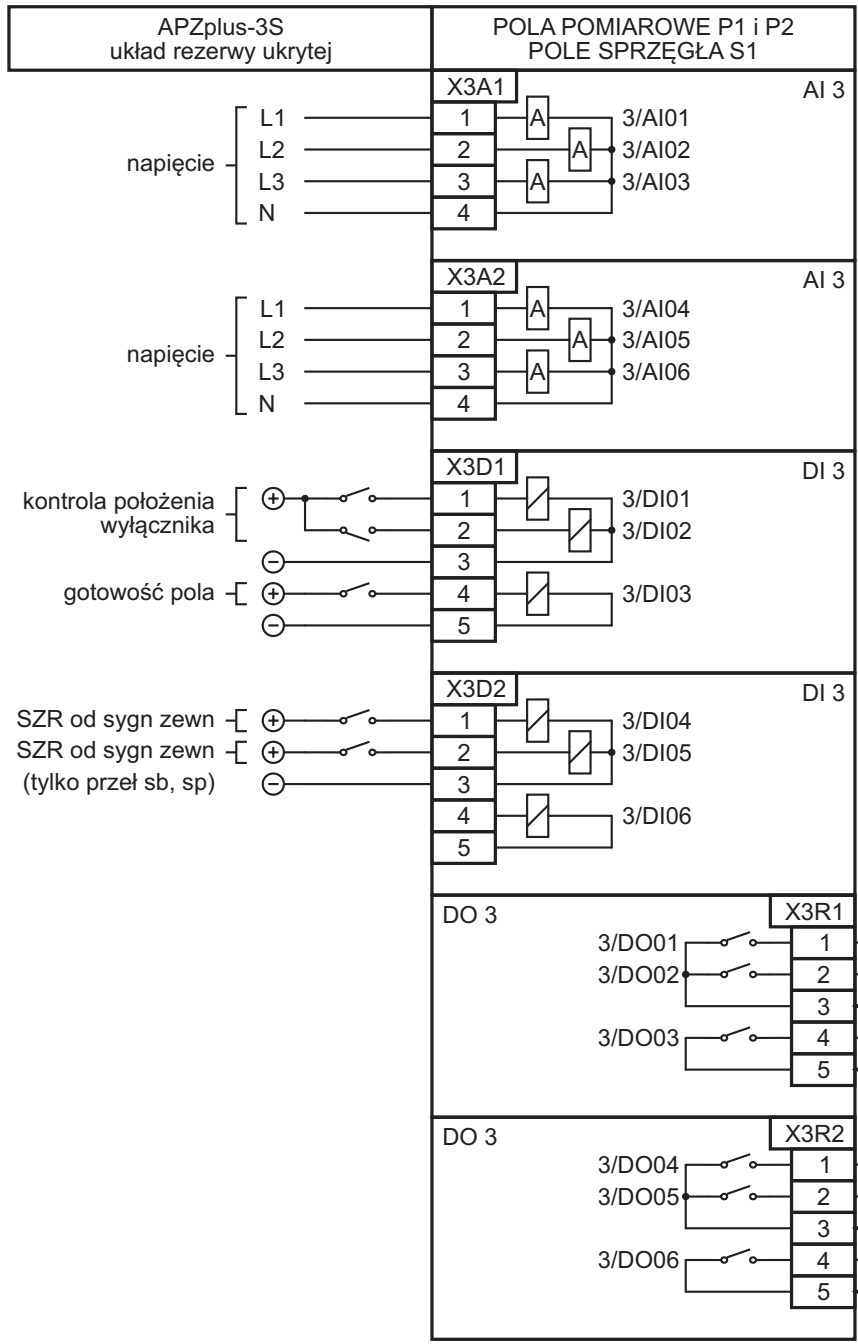 APZplus-3S
układ rezerwy ukrytej
POLA POMIAROWE P1 i P2
POLE SPRZĘGŁA S1
X3A1
AI 3
napięcie
L1
1
A
3/AI01
L2
2
A
3/AI02
L3
3
A
3/AI03
N
4
X3A2
AI 3
napięcie
L1
1
A
3/AI04
L2
2
A
3/AI05
L3
3
A
3/AI06
N
4
X3D1
DI 3
kontrola położenia
wyłącznika
+
1
3/DI01
2
3/DI02
−
3
gotowość pola
+
4
3/DI03
−
5
X3D2
DI 3
SZR od sygn zewn
+
1
3/DI04
SZR od sygn zewn
+
2
3/DI05
(tylko przeł sb, sp)
−
3
4
3/DI06
5
DO 3
X3R1
3/DO01
1
3/DO02
2
3
3/DO03
4
5
DO 3
X3R2
3/DO04
1
3/DO05
2
3
3/DO06
4
5